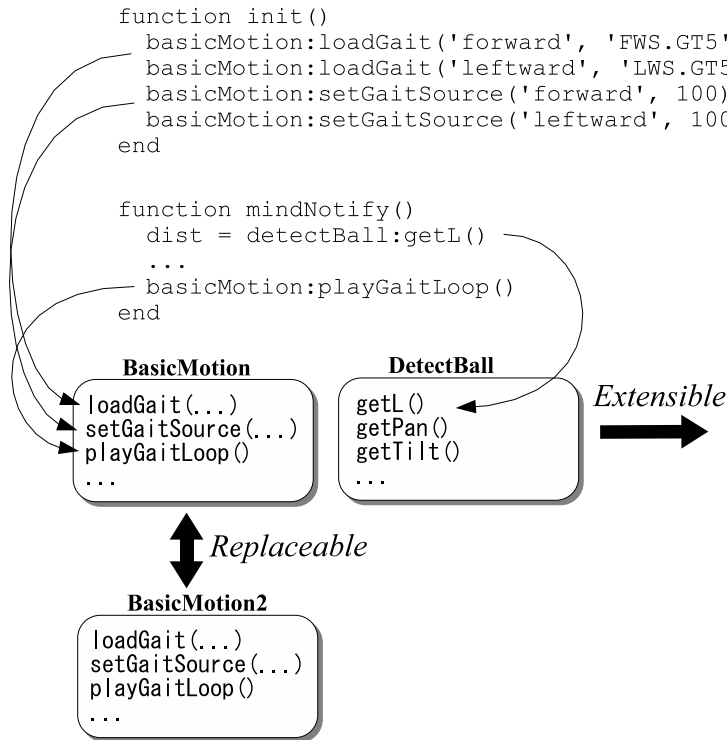 function init()
basicMotion:loadGait('forward', 'FWS.GT5'
basicMotion:loadGait('leftward', 'LWS.GT5
basicMotion:setGaitSource('forward', 100)
basicMotion:setGaitSource('leftward', 100
end
function mindNotify()
dist = detectBall:getL()
...
basicMotion:playGaitLoop()
end
BasicMotion
loadGait(...)
setGaitSource(...)
playGaitLoop()
...
DetectBall
getL()
getPan()
getTilt()
...
Extensible
Replaceable
BasicMotion2
loadGait(...)
setGaitSource(...)
playGaitLoop()
...